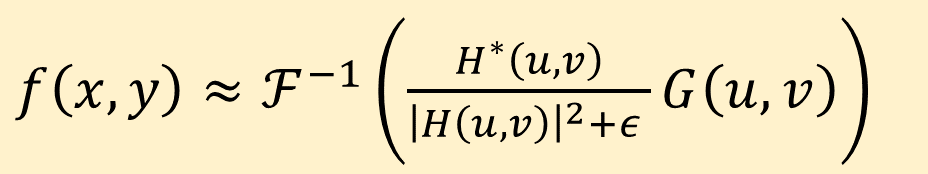 f(x,y) ≈ ℱ⁻¹ ( H*(u,v) / |H(u,v)|²+ϵ G(u,v) )